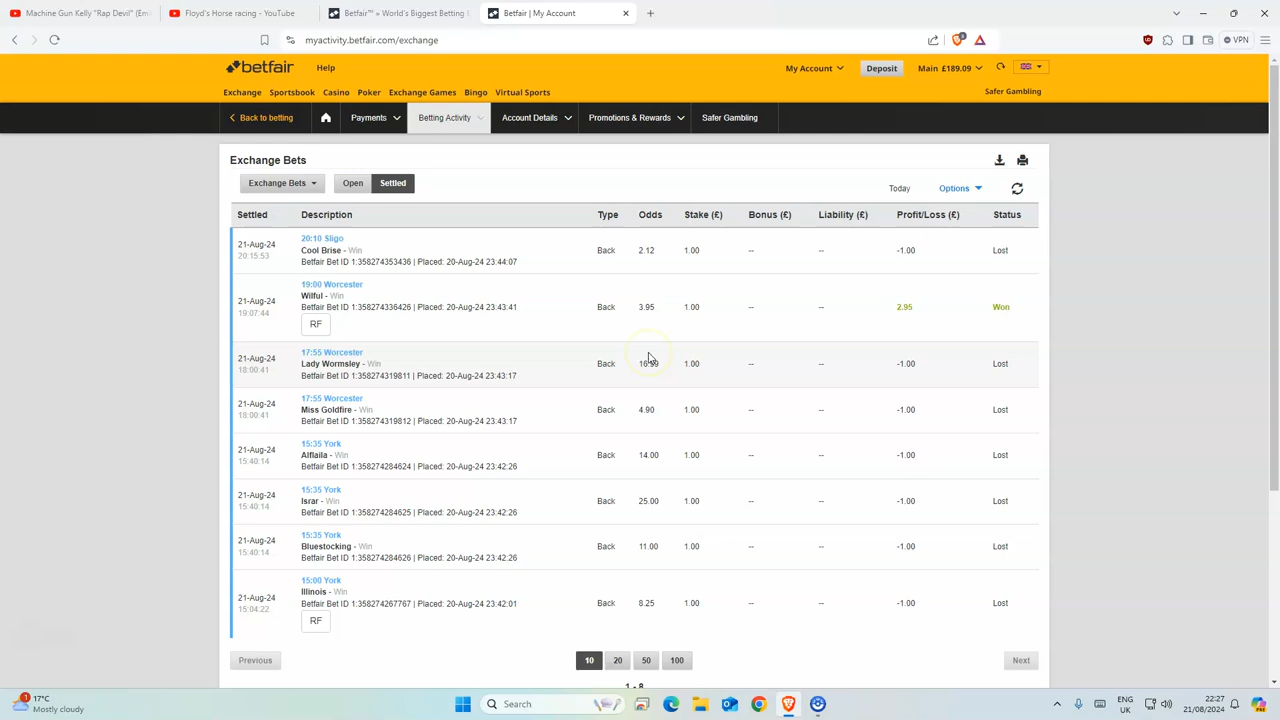 Machine Gun Kelly "Rap Devil" (Em
Floyd's Horse racing - YouTube
Betfair™ » World's Biggest Betting
Betfair | My Account
myactivity.betfair.com/exchange
VPN
betfair
Help
My Account
Deposit
Main £189.09
Exchange Sportsbook Casino Poker Exchange Games Bingo Virtual Sports
Safer Gambling
Back to betting
Payments
Betting Activity
Account Details
Promotions & Rewards
Safer Gambling
Exchange Bets
Exchange Bets
Open
Settled
Today
Options
Settled Description Type Odds Stake (£) Bonus (£) Liability (£) Profit/Loss (£) Status
21-Aug-24
20:15:53
20:10 Sligo
Cool Brise - Win
Betfair Bet ID 1:358274353436 | Placed: 20-Aug-24 23:44:07
Back 2.12 1.00 -- -- -1.00 Lost
21-Aug-24
19:07:44
19:00 Worcester
Wilful - Win
Betfair Bet ID 1:358274336426 | Placed: 20-Aug-24 23:43:41
RF
Back 3.95 1.00 -- -- 2.95 Won
21-Aug-24
18:00:41
17:55 Worcester
Lady Wormsley - Win
Betfair Bet ID 1:358274319811 | Placed: 20-Aug-24 23:43:17
Back 1.00 -- -- -1.00 Lost
21-Aug-24
18:00:41
17:55 Worcester
Miss Goldfire - Win
Betfair Bet ID 1:358274319812 | Placed: 20-Aug-24 23:43:17
Back 4.90 1.00 -- -- -1.00 Lost
21-Aug-24
15:40:14
15:35 York
Alflaila - Win
Betfair Bet ID 1:358274284624 | Placed: 20-Aug-24 23:42:26
Back 14.00 1.00 -- -- -1.00 Lost
21-Aug-24
15:40:14
15:35 York
Israr - Win
Betfair Bet ID 1:358274284625 | Placed: 20-Aug-24 23:42:26
Back 25.00 1.00 -- -- -1.00 Lost
21-Aug-24
15:40:14
15:35 York
Bluestocking - Win
Betfair Bet ID 1:358274284626 | Placed: 20-Aug-24 23:42:26
Back 11.00 1.00 -- -- -1.00 Lost
21-Aug-24
15:04:22
15:00 York
Illinois - Win
Betfair Bet ID 1:358274267767 | Placed: 20-Aug-24 23:42:01
RF
Back 8.25 1.00 -- -- -1.00 Lost
Previous
10 20 50 100
Next
1 - 8
17°C
Mostly cloudy
Search
ENG
UK
22:27
21/08/2024